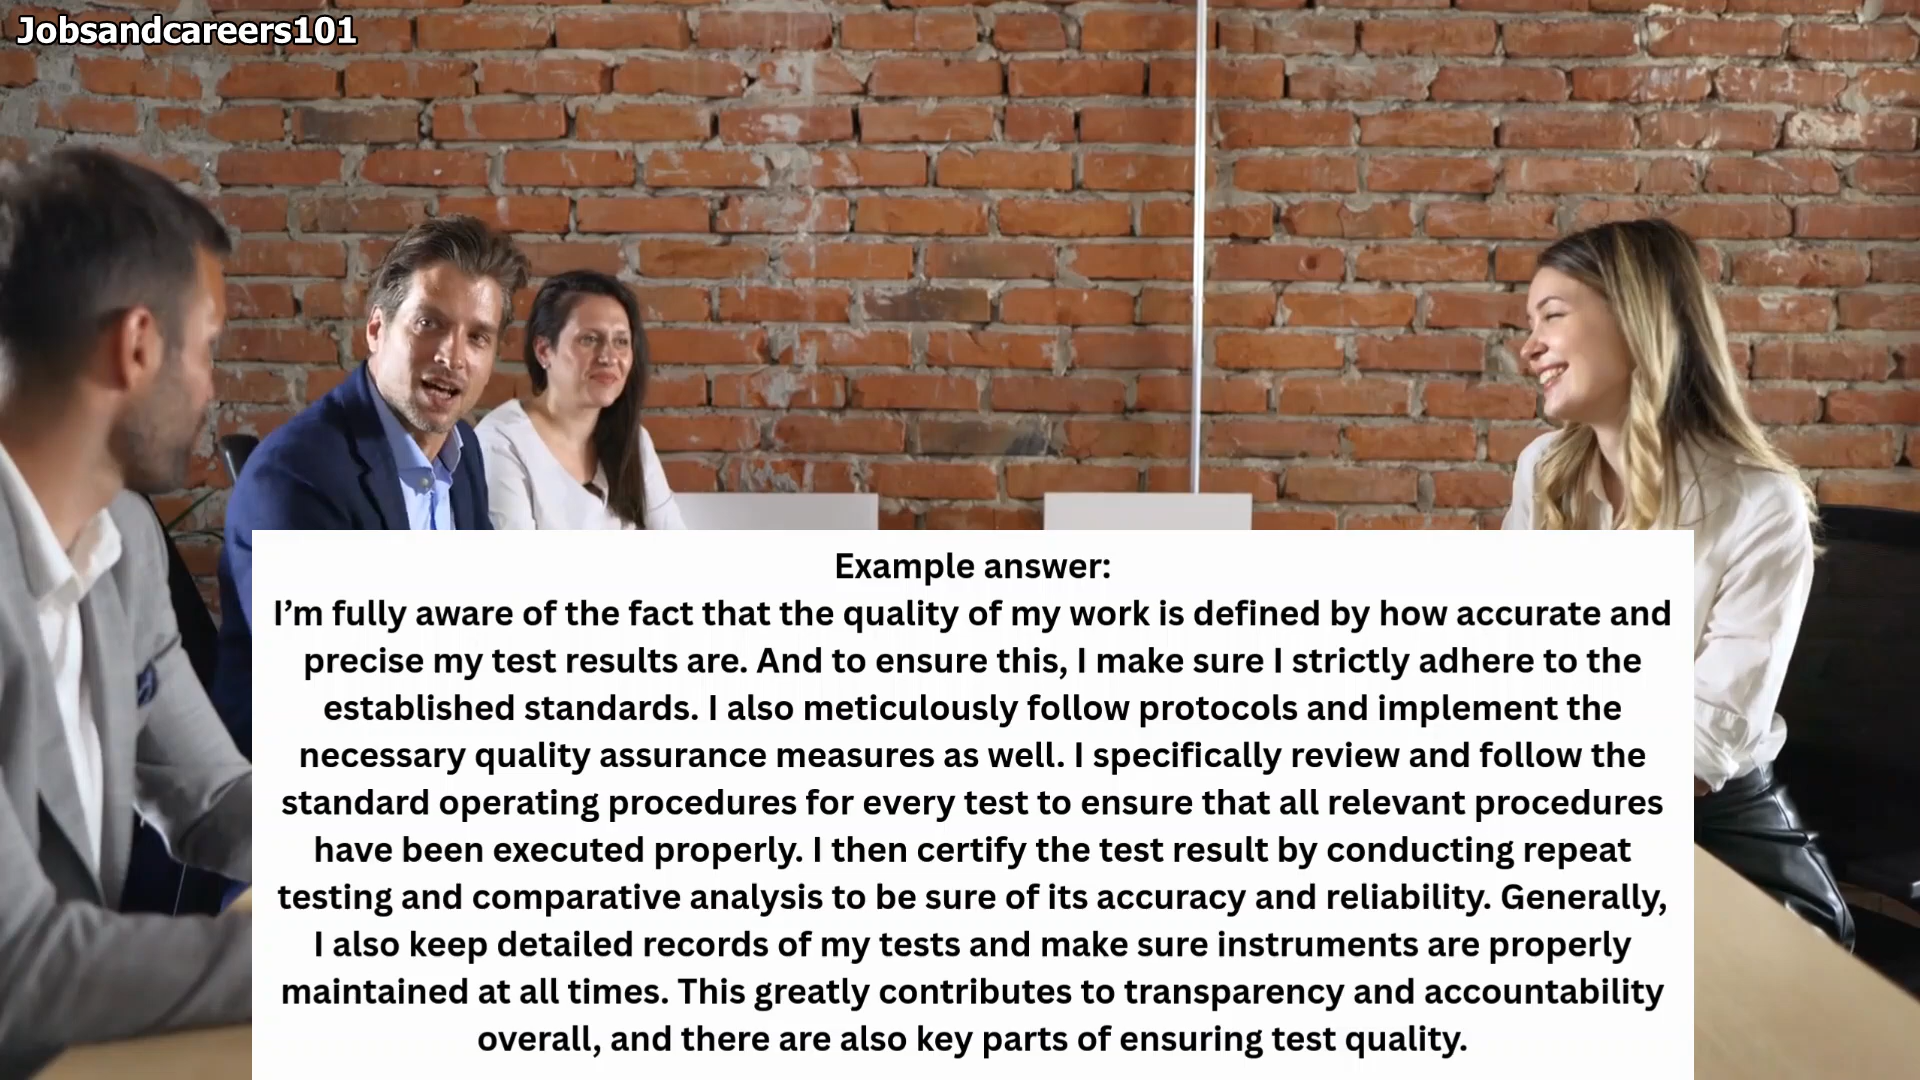 Jobsandcareers101
Example answer:
I’m fully aware of the fact that the quality of my work is defined by how accurate and
precise my test results are. And to ensure this, I make sure I strictly adhere to the
established standards. I also meticulously follow protocols and implement the
necessary quality assurance measures as well. I specifically review and follow the
standard operating procedures for every test to ensure that all relevant procedures
have been executed properly. I then certify the test result by conducting repeat
testing and comparative analysis to be sure of its accuracy and reliability. Generally,
I also keep detailed records of my tests and make sure instruments are properly
maintained at all times. This greatly contributes to transparency and accountability
overall, and there are also key parts of ensuring test quality.